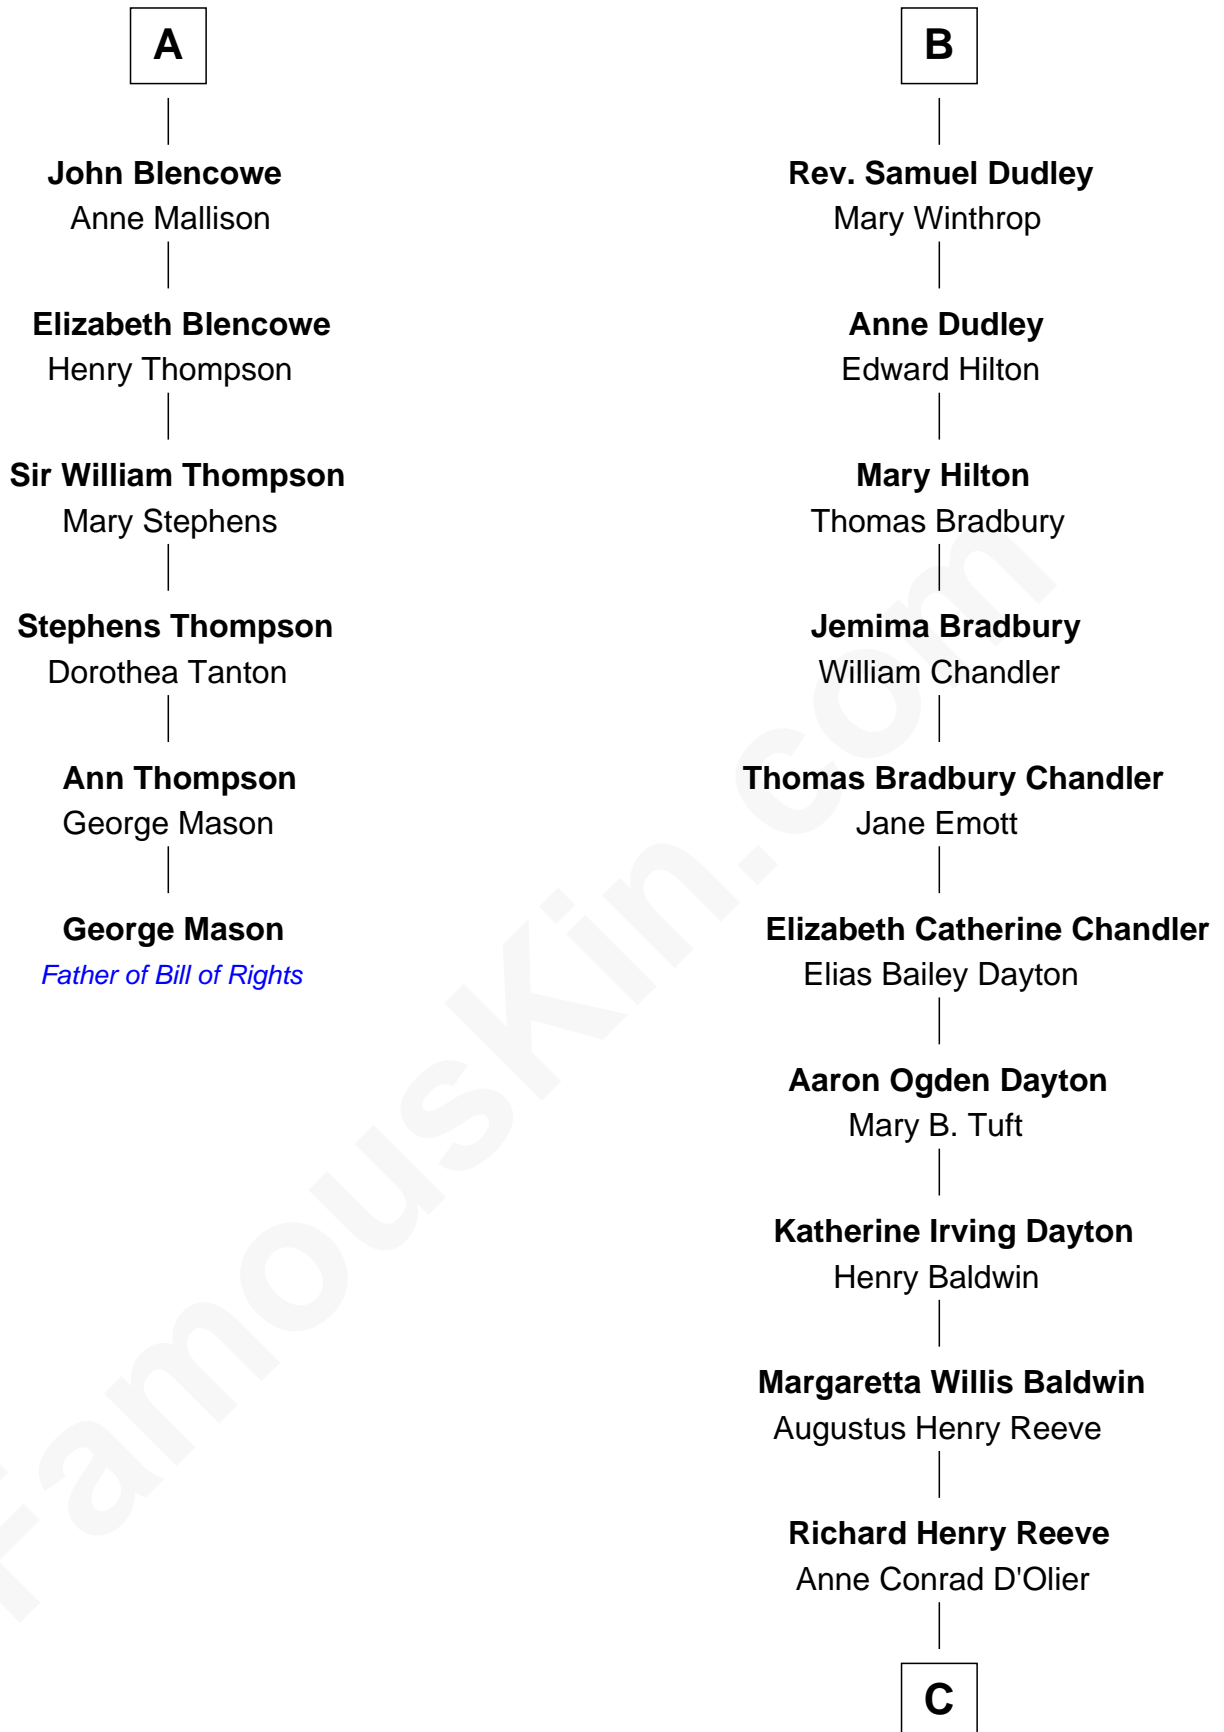 A
John Blencowe
Anne Mallison
Elizabeth Blencowe
Henry Thompson
Sir William Thompson
Mary Stephens
Stephens Thompson
Dorothea Tanton
Ann Thompson
George Mason
George Mason
Father of Bill of Rights
B
Rev. Samuel Dudley
Mary Winthrop
Anne Dudley
Edward Hilton
Mary Hilton
Thomas Bradbury
Jemima Bradbury
William Chandler
Thomas Bradbury Chandler
Jane Emott
Elizabeth Catherine Chandler
Elias Bailey Dayton
Aaron Ogden Dayton
Mary B. Tuft
Katherine Irving Dayton
Henry Baldwin
Margaretta Willis Baldwin
Augustus Henry Reeve
Richard Henry Reeve
Anne Conrad D'Olier
C
FamousKin.com